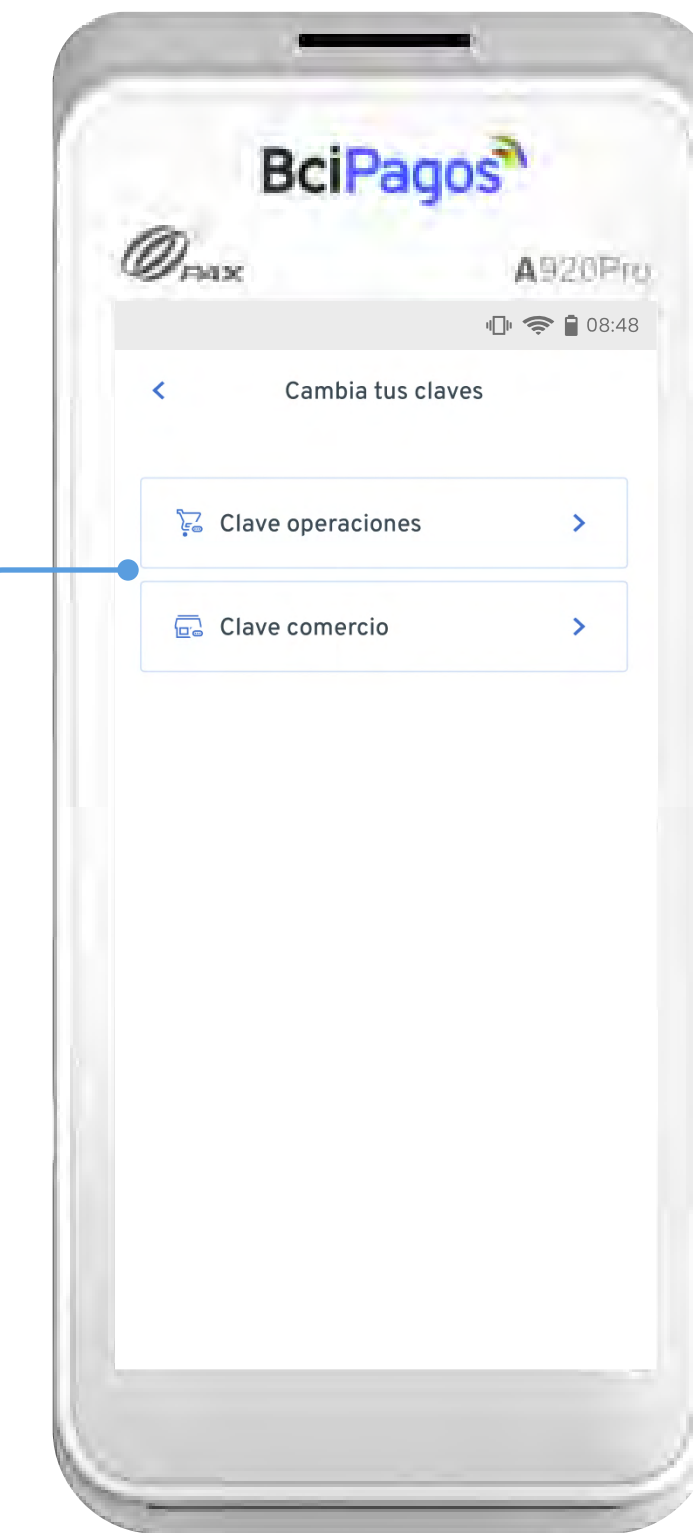 BciPagos
PAX
A920Pro
08:48
Cambia tus claves
Clave operaciones
Clave comercio